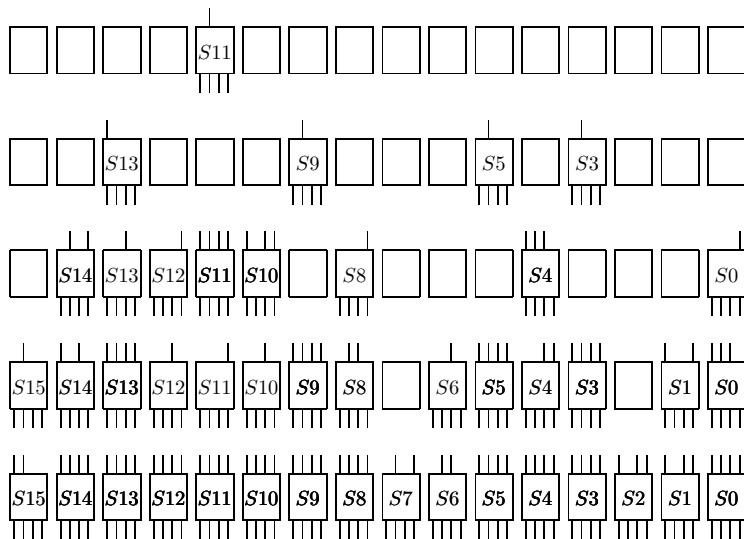 S11
S13 S9 S5 S3
S14 S13 S12 S11 S10 S8 S4 S0
S15 S14 S13 S12 S11 S10 S9 S8 S6 S5 S4 S3 S1 S0
S15 S14 S13 S12 S11 S10 S9 S8 S7 S6 S5 S4 S3 S2 S1 S0